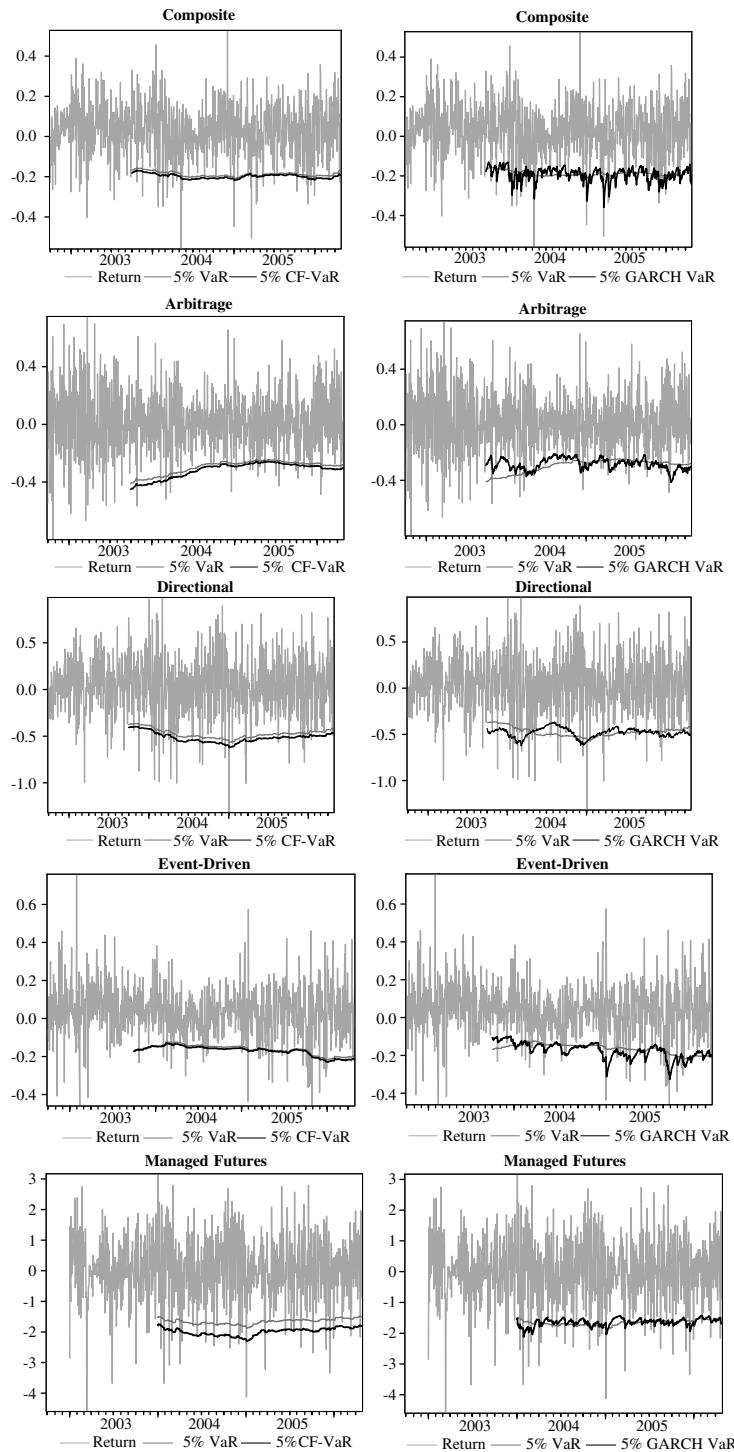 Composite
Composite
0.4
0.2
0.0
-0.2
-0.4
2003 2004 2005
Return 5% VaR 5% CF-VaR
0.4
0.2
0.0
-0.2
-0.4
2003 2004 2005
Return 5% VaR 5% GARCH VaR
Arbitrage
Arbitrage
0.4
0.0
-0.4
2003 2004 2005
Return 5% VaR 5% CF-VaR
0.4
0.0
-0.4
2003 2004 2005
Return 5% VaR 5% GARCH VaR
Directional
Directional
0.5
0.0
-0.5
-1.0
2003 2004 2005
Return 5% VaR 5% CF-VaR
0.5
0.0
-0.5
-1.0
2003 2004 2005
Return 5% VaR 5% GARCH VaR
Event-Driven
Event-Driven
0.6
0.4
0.2
0.0
-0.2
-0.4
2003 2004 2005
Return 5% VaR 5% CF-VaR
0.6
0.4
0.2
0.0
-0.2
-0.4
2003 2004 2005
Return 5% VaR 5% GARCH VaR
Managed Futures
Managed Futures
3
2
1
0
-1
-2
-3
-4
2003 2004 2005
Return 5% VaR 5%CF-VaR
3
2
1
0
-1
-2
-3
-4
2003 2004 2005
Return 5% VaR 5% GARCH VaR